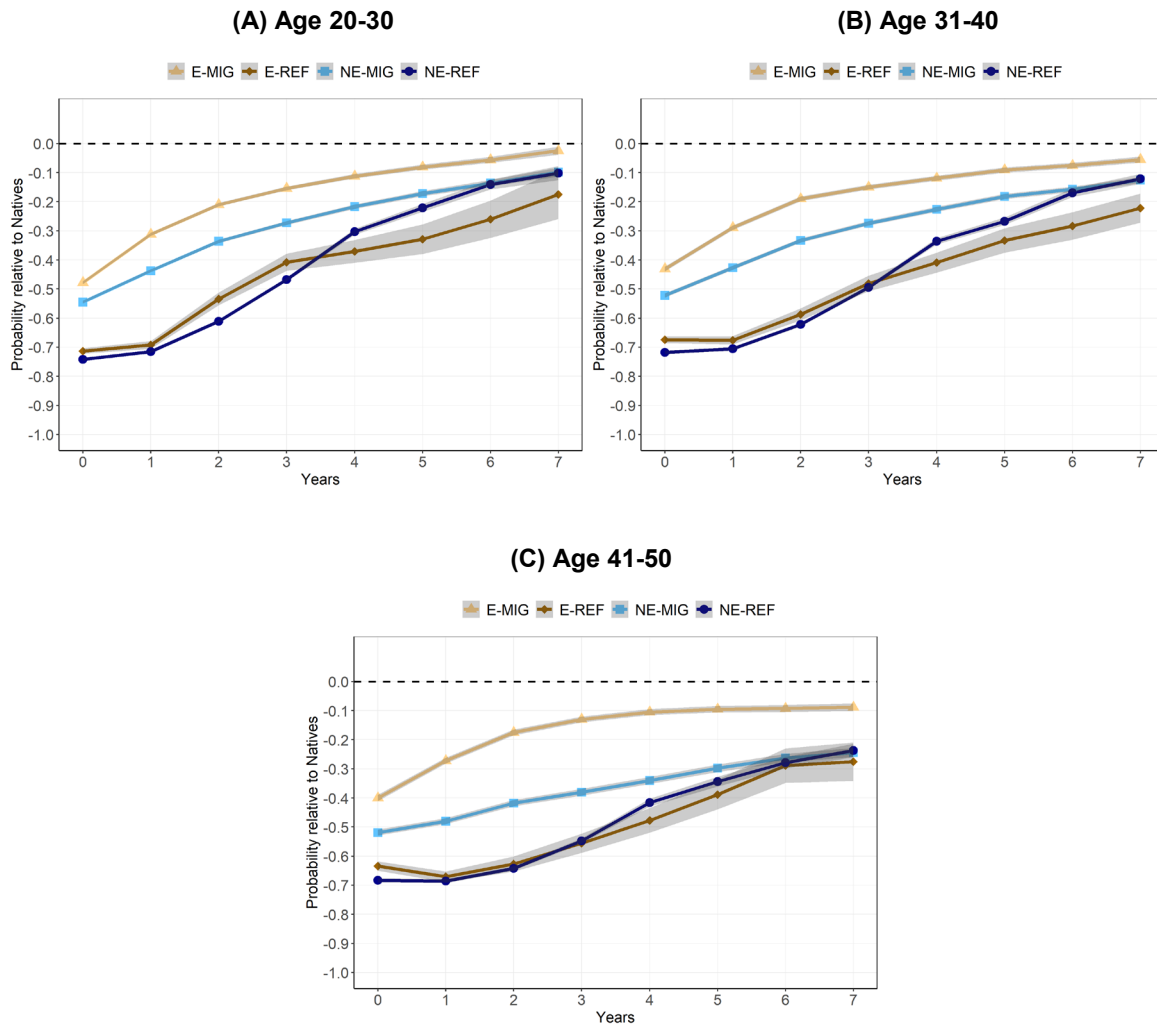 (A) Age 20-30
E-MIG E-REF NE-MIG NE-REF
Probability relative to Natives
0.0
-0.1
-0.2
-0.3
-0.4
-0.5
-0.6
-0.7
-0.8
-0.9
-1.0
0 1 2 3 4 5 6 7
Years
(B) Age 31-40
E-MIG E-REF NE-MIG NE-REF
Probability relative to Natives
0.0
-0.1
-0.2
-0.3
-0.4
-0.5
-0.6
-0.7
-0.8
-0.9
-1.0
0 1 2 3 4 5 6 7
Years
(C) Age 41-50
E-MIG E-REF NE-MIG NE-REF
Probability relative to Natives
0.0
-0.1
-0.2
-0.3
-0.4
-0.5
-0.6
-0.7
-0.8
-0.9
-1.0
0 1 2 3 4 5 6 7
Years